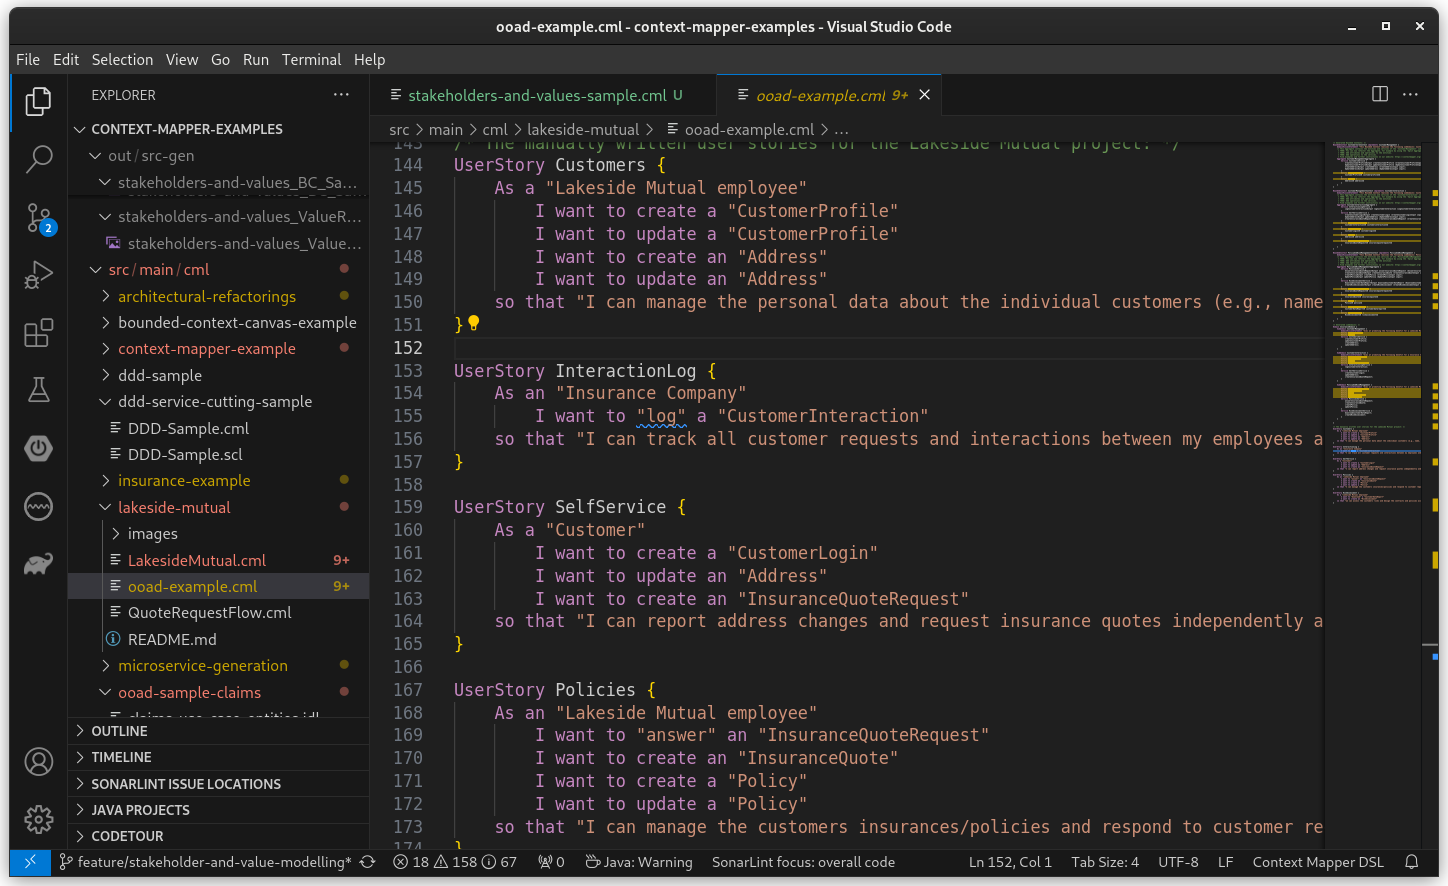 ooad-example.cml - context-mapper-examples - Visual Studio Code
File Edit Selection View Go Run Terminal Help
EXPLORER
CONTEXT-MAPPER-EXAMPLES
out / src-gen
stakeholders-and-values_BC_Sa...
stakeholders-and-values_ValueR...
stakeholders-and-values_Value...
src / main / cml
architectural-refactorings
bounded-context-canvas-example
context-mapper-example
ddd-sample
ddd-service-cutting-sample
DDD-Sample.cml
DDD-Sample.scl
insurance-example
lakeside-mutual
images
LakesideMutual.cml 9+
ooad-example.cml 9+
QuoteRequestFlow.cml
README.md
microservice-generation
ooad-sample-claims
OUTLINE
TIMELINE
SONARLINT ISSUE LOCATIONS
JAVA PROJECTS
CODETOUR
2
stakeholders-and-values-sample.cml U
ooad-example.cml 9+
src > main > cml > lakeside-mutual > ooad-example.cml > ...
143 /* The manually written user stories for the Lakeside Mutual project. */
144 UserStory Customers {
145 As a "Lakeside Mutual employee"
146 I want to create a "CustomerProfile"
147 I want to update a "CustomerProfile"
148 I want to create an "Address"
149 I want to update an "Address"
150 so that "I can manage the personal data about the individual customers (e.g., name
151 }
152
153 UserStory InteractionLog {
154 As an "Insurance Company"
155 I want to "log" a "CustomerInteraction"
156 so that "I can track all customer requests and interactions between my employees a
157 }
158
159 UserStory SelfService {
160 As a "Customer"
161 I want to create a "CustomerLogin"
162 I want to update an "Address"
163 I want to create an "InsuranceQuoteRequest"
164 so that "I can report address changes and request insurance quotes independently a
165 }
166
167 UserStory Policies {
168 As an "Lakeside Mutual employee"
169 I want to "answer" an "InsuranceQuoteRequest"
170 I want to create an "InsuranceQuote"
171 I want to create a "Policy"
172 I want to update a "Policy"
173 so that "I can manage the customers insurances/policies and respond to customer re
174 }
feature/stakeholder-and-value-modelling* 18 158 67 0 Java: Warning SonarLint focus: overall code Ln 152, Col 1 Tab Size: 4 UTF-8 LF Context Mapper DSL